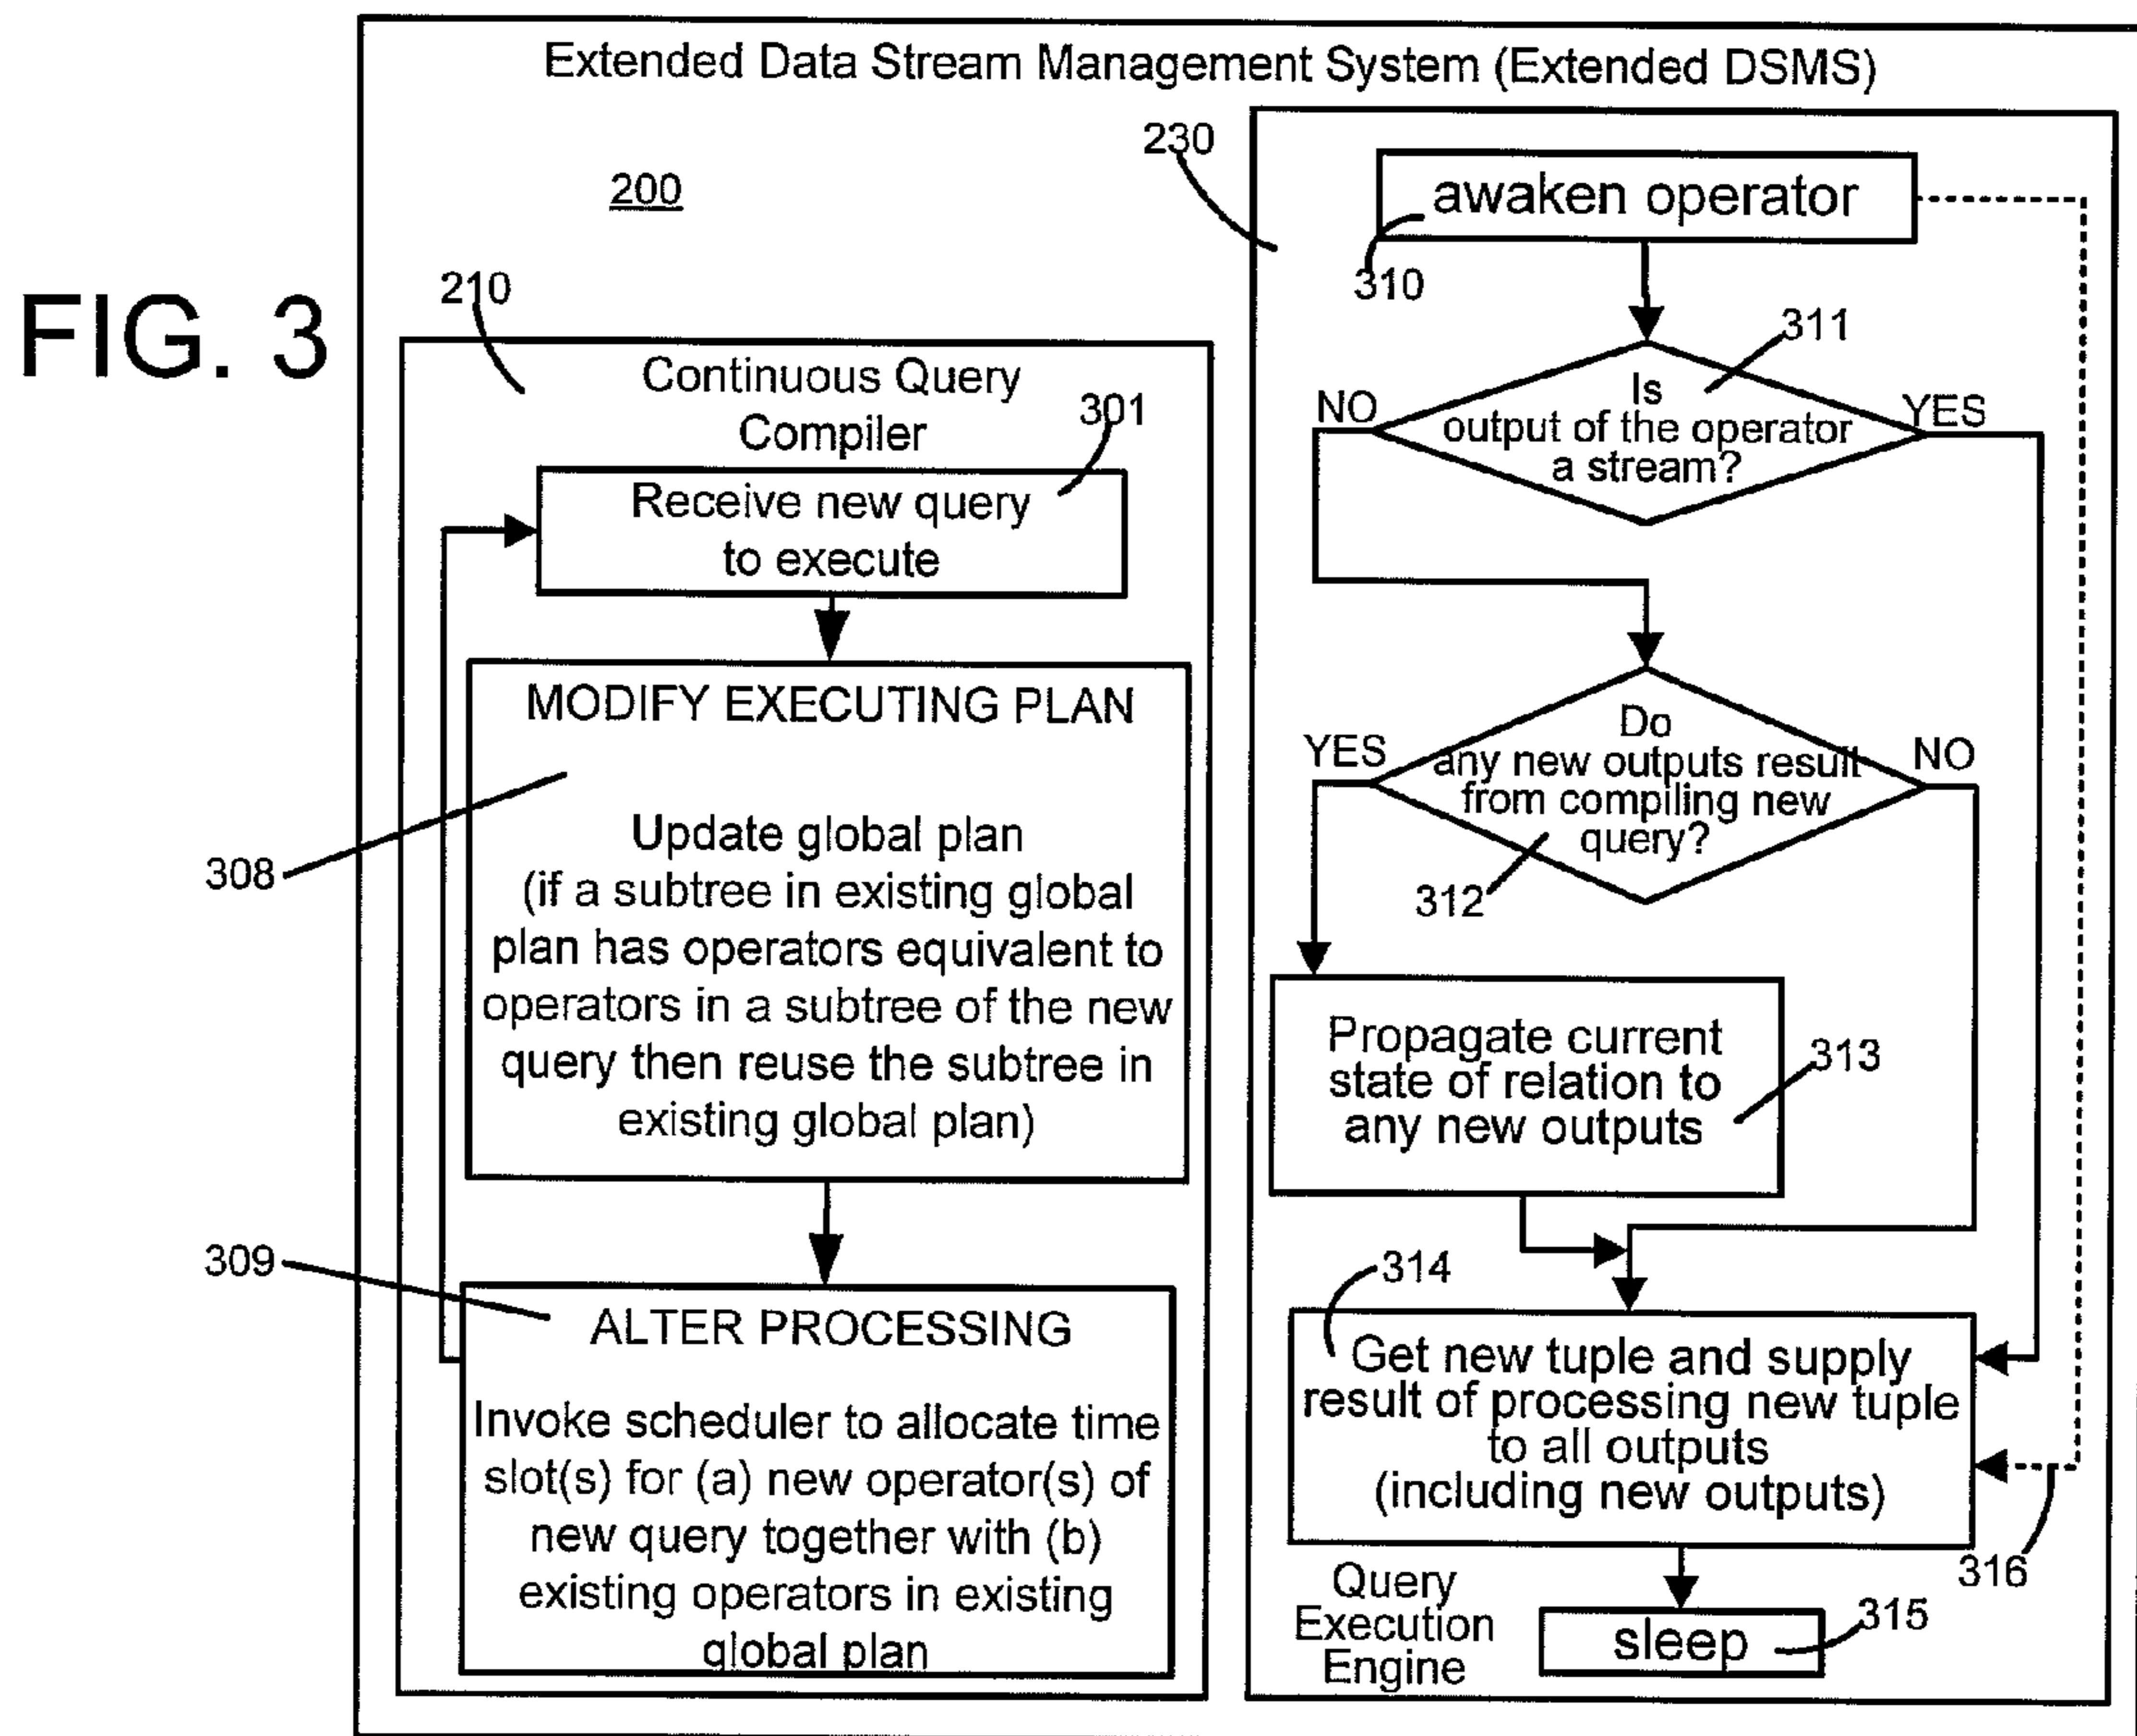 Extended Data Stream Management System (Extended DSMS)
FIG. 3
200
210
Continuous Query
Compiler
301
Receive new query
to execute
MODIFY EXECUTING PLAN
Update global plan
(if a subtree in existing global
plan has operators equivalent to
operators in a subtree of the new
query then reuse the subtree in
existing global plan)
308
309
ALTER PROCESSING
Invoke scheduler to allocate time
slot(s) for (a) new operator(s) of
new query together with (b)
existing operators in existing
global plan
230
awaken operator
310
311
Is
output of the operator
a stream?
NO
YES
Do
any new outputs result
from compiling new
query?
YES
NO
312
Propagate current
state of relation to
any new outputs
313
314
Get new tuple and supply
result of processing new tuple
to all outputs
(including new outputs)
316
Query
Execution
Engine
sleep
315